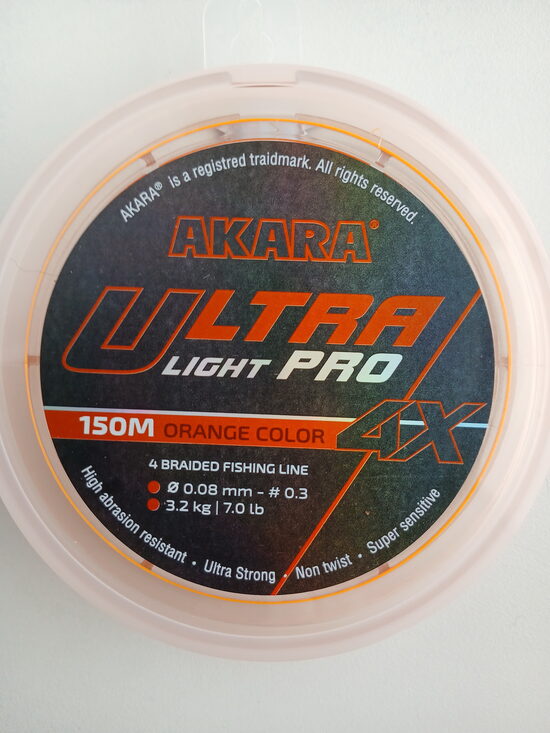 AKARA® is a registred traidmark. All rights reserved.
AKARA®
ULTRA
LIGHT PRO
4X
150M ORANGE COLOR
4 BRAIDED FISHING LINE
Ø 0.08 mm - # 0.3
3.2 kg | 7.0 lb
High abrasion resistant • Ultra Strong • Non twist • Super sensitive